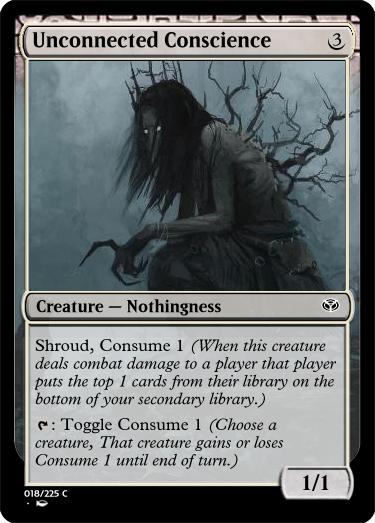 Unconnected Conscience 3
Creature — Nothingness
Shroud, Consume 1 (When this creature
deals combat damage to a player that player
puts the top 1 cards from their library on the
bottom of your secondary library.)
: Toggle Consume 1 (Choose a
creature, That creature gains or loses
Consume 1 until end of turn.)
1/1
018/225 C